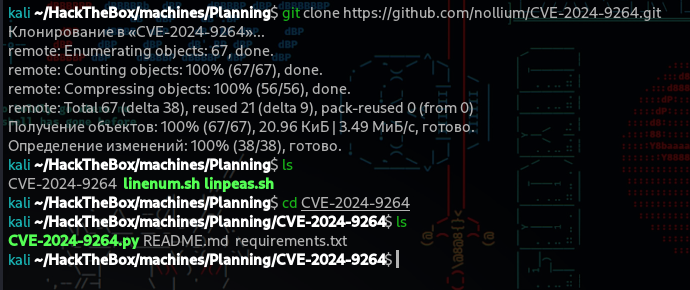 kali ~/HackTheBox/machines/Planning$ git clone https://github.com/nollium/CVE-2024-9264.git
Клонирование в «CVE-2024-9264»...
remote: Enumerating objects: 67, done.
remote: Counting objects: 100% (67/67), done.
remote: Compressing objects: 100% (56/56), done.
remote: Total 67 (delta 38), reused 21 (delta 9), pack-reused 0 (from 0)
Получение объектов: 100% (67/67), 20.96 КиБ | 3.49 МиБ/с, готово.
Определение изменений: 100% (38/38), готово.
kali ~/HackTheBox/machines/Planning$ ls
CVE-2024-9264 linenum.sh linpeas.sh
kali ~/HackTheBox/machines/Planning$ cd CVE-2024-9264
kali ~/HackTheBox/machines/Planning/CVE-2024-9264$ ls
CVE-2024-9264.py README.md requirements.txt
kali ~/HackTheBox/machines/Planning/CVE-2024-9264$